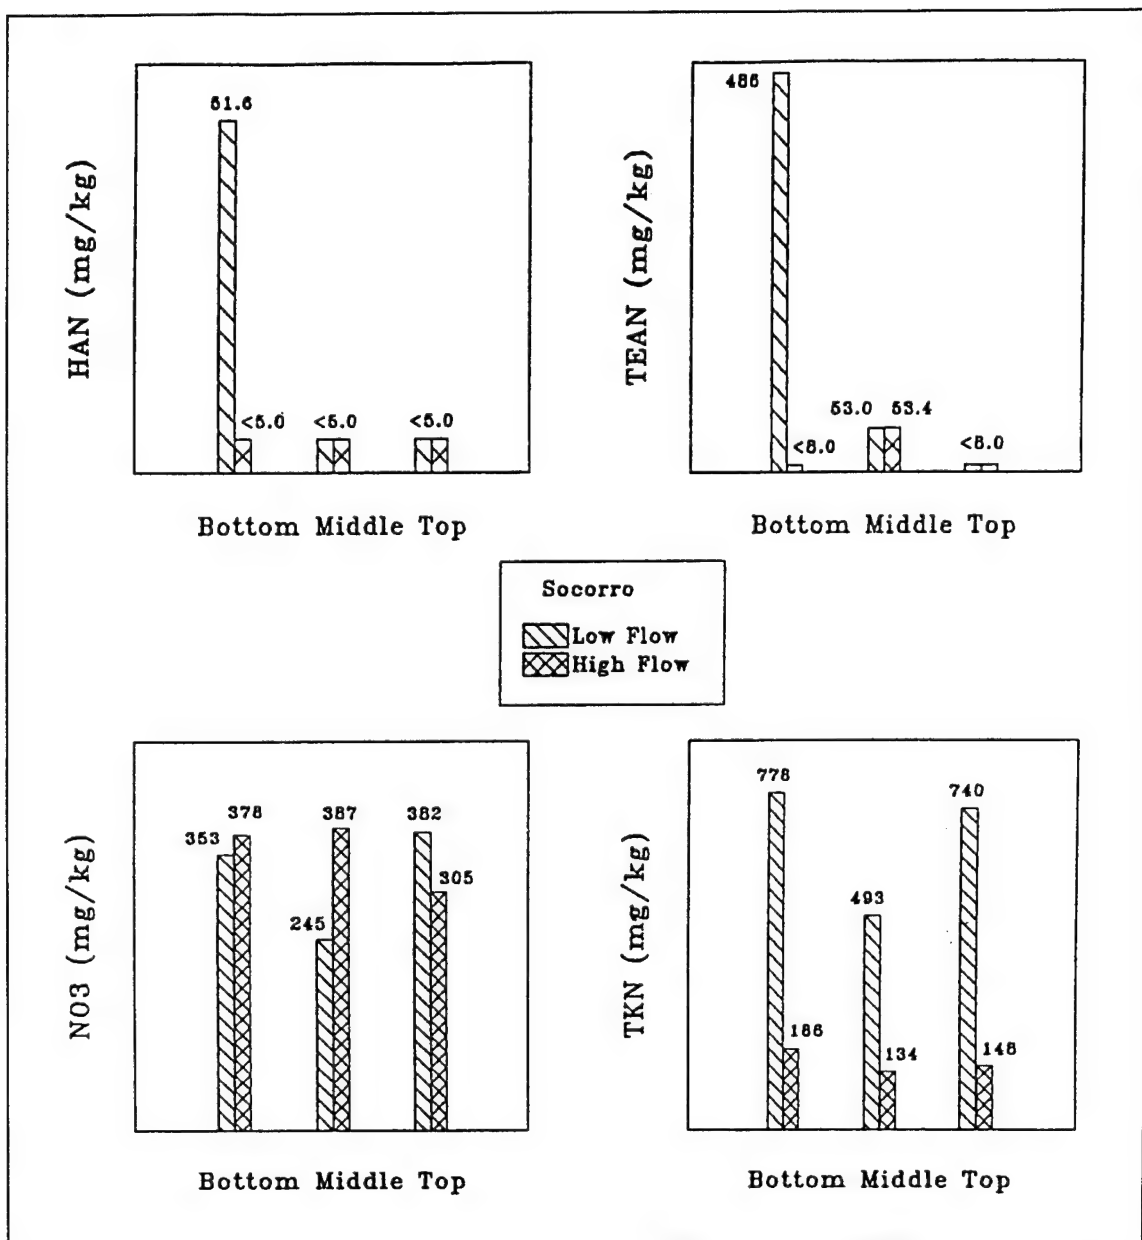 51.6
<5.0
<5.0
<5.0
HAN (mg/kg)
Bottom Middle Top
486
<8.0
53.0
53.4
<8.0
TEAN (mg/kg)
Bottom Middle Top
Socorro
Low Flow
High Flow
353
378
245
387
382
305
NO3 (mg/kg)
Bottom Middle Top
778
186
493
134
740
148
TKN (mg/kg)
Bottom Middle Top